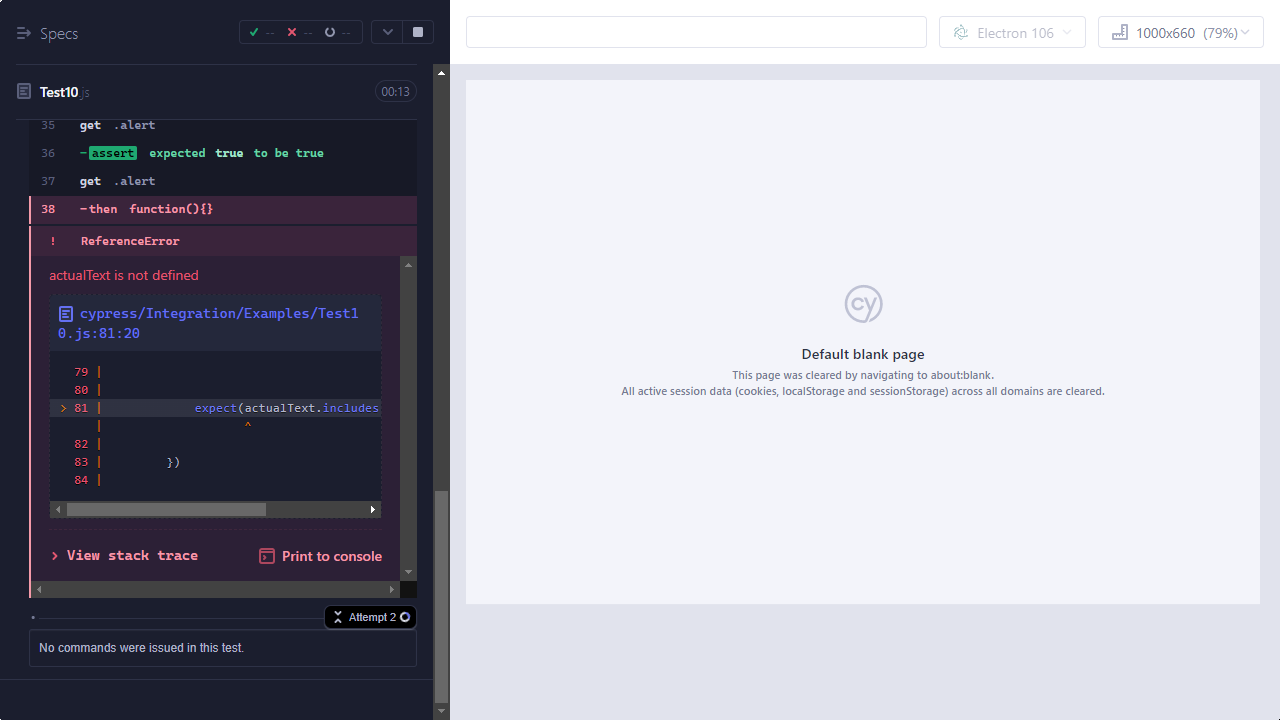 Specs
-- -- --
Electron 106
1000x660 (79%)
Test10.js
00:13
35 get .alert
36 -assert expected true to be true
37 get .alert
38 -then function(){}
! ReferenceError
actualText is not defined
cypress/Integration/Examples/Test1
0.js:81:20
79 |
80 |
> 81 | expect(actualText.includes
| ^
82 |
83 | })
84 |
View stack trace
Print to console
Attempt 2
No commands were issued in this test.
cy
Default blank page
This page was cleared by navigating to about:blank.
All active session data (cookies, localStorage and sessionStorage) across all domains are cleared.